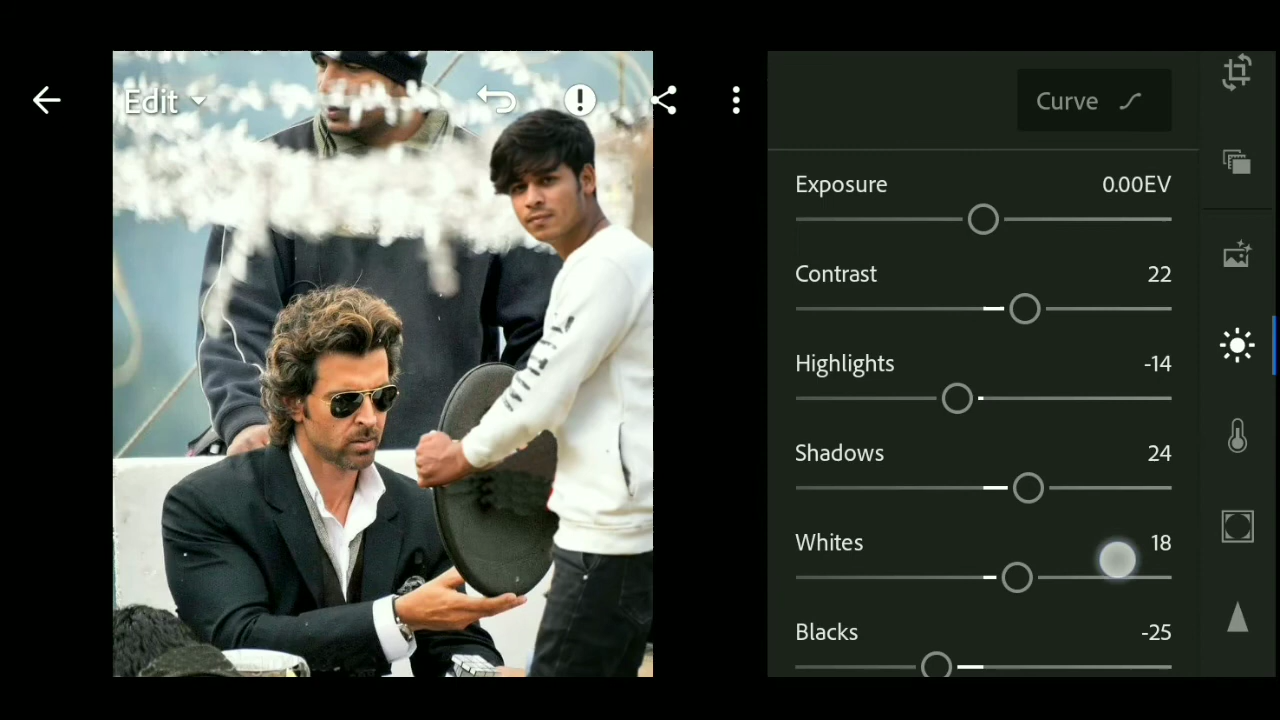 Edit
Curve
Exposure 0.00EV
Contrast 22
Highlights -14
Shadows 24
Whites 18
Blacks -25